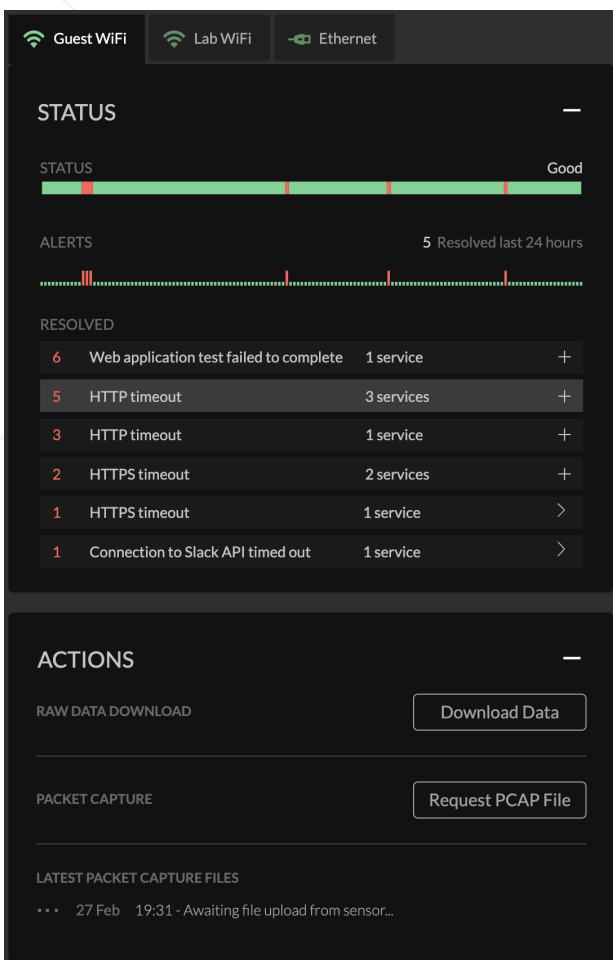 Guest WiFi Lab WiFi Ethernet
STATUS
STATUS Good
ALERTS 5 Resolved last 24 hours
RESOLVED
6 Web application test failed to complete 1 service
5 HTTP timeout 3 services
3 HTTP timeout 1 service
2 HTTPS timeout 2 services
1 HTTPS timeout 1 service
1 Connection to Slack API timed out 1 service
ACTIONS
RAW DATA DOWNLOAD Download Data
PACKET CAPTURE Request PCAP File
LATEST PACKET CAPTURE FILES
27 Feb 19:31 - Awaiting file upload from sensor...